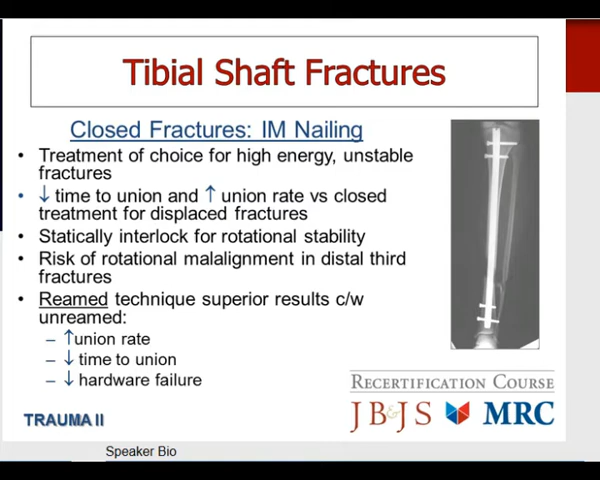 Tibial Shaft Fractures
Closed Fractures: IM Nailing
• Treatment of choice for high energy, unstable
fractures
• ↓ time to union and ↑ union rate vs closed
treatment for displaced fractures
• Statically interlock for rotational stability
• Risk of rotational malalignment in distal third
fractures
• Reamed technique superior results c/w
unreamed:
– ↑union rate
– ↓ time to union
– ↓ hardware failure
RECERTIFICATION COURSE
JB&JS MRC
TRAUMA II
Speaker Bio